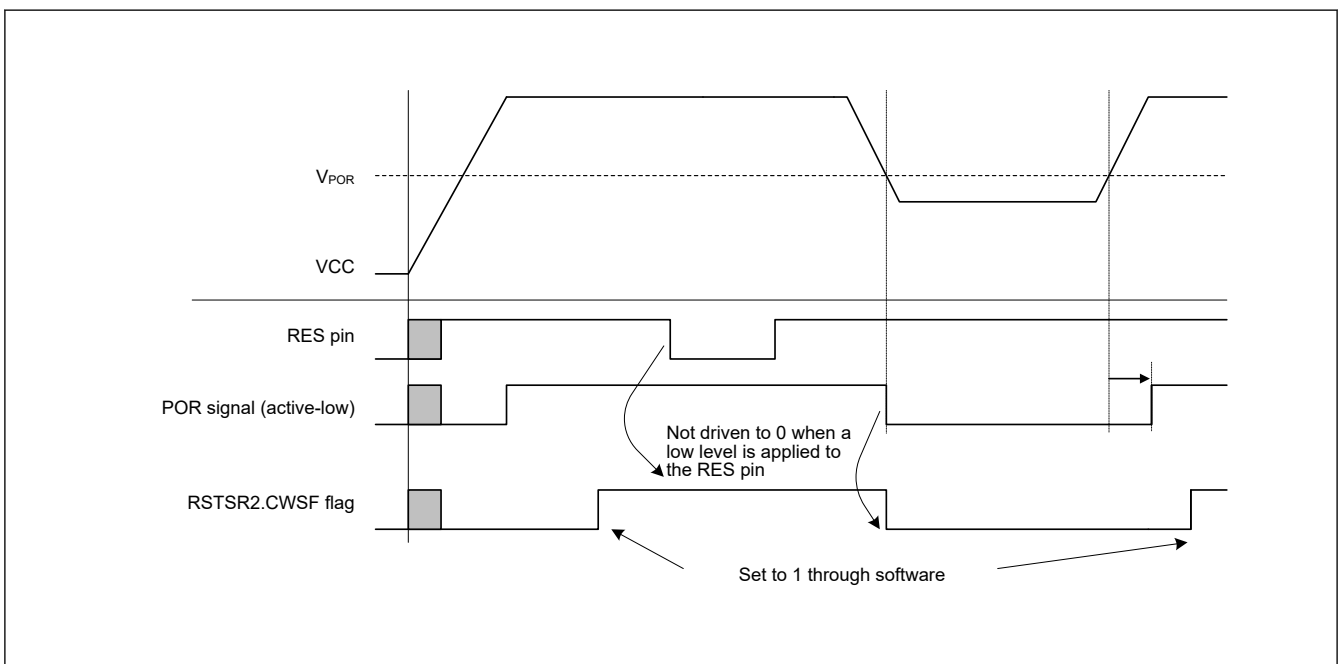 VPOR
VCC
RES pin
POR signal (active-low)
Not driven to 0 when a
low level is applied to
the RES pin
RSTSR2.CWSF flag
Set to 1 through software